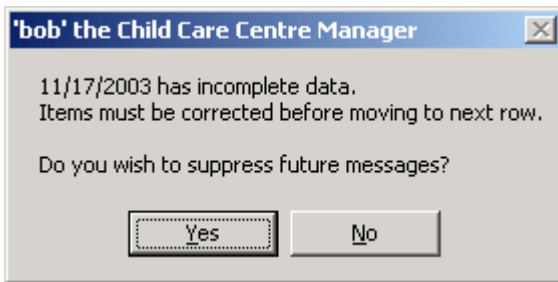 'bob' the Child Care Centre Manager
11/17/2003 has incomplete data.
Items must be corrected before moving to next row.
Do you wish to suppress future messages?
Yes
No